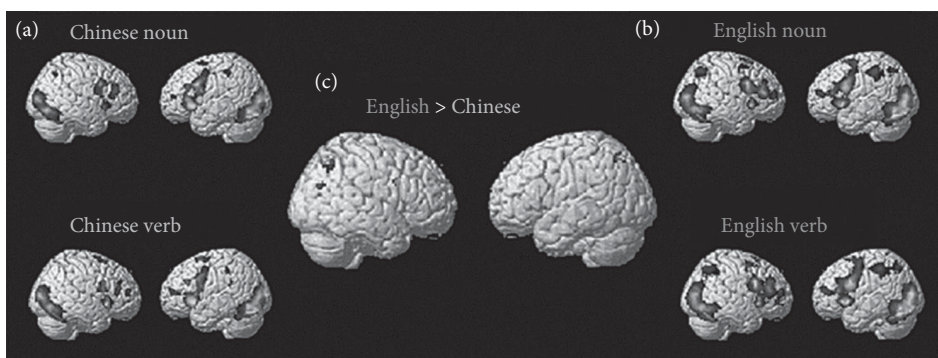 (a)
Chinese noun
(b)
English noun
(c)
English > Chinese
Chinese verb
English verb